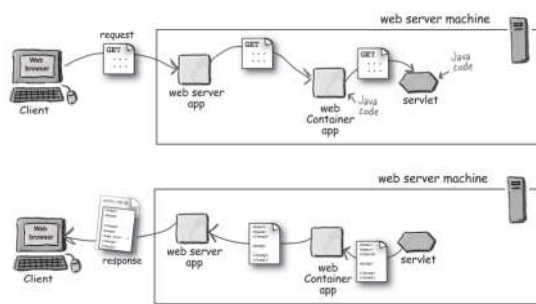 web server machine
request
GET
GET
GET
Java
code
Web
browser
web server
app
servlet
Client
web
Container
app
Java
code
web server machine
Web
browser
web server
app
servlet
response
web
Container
app
Client